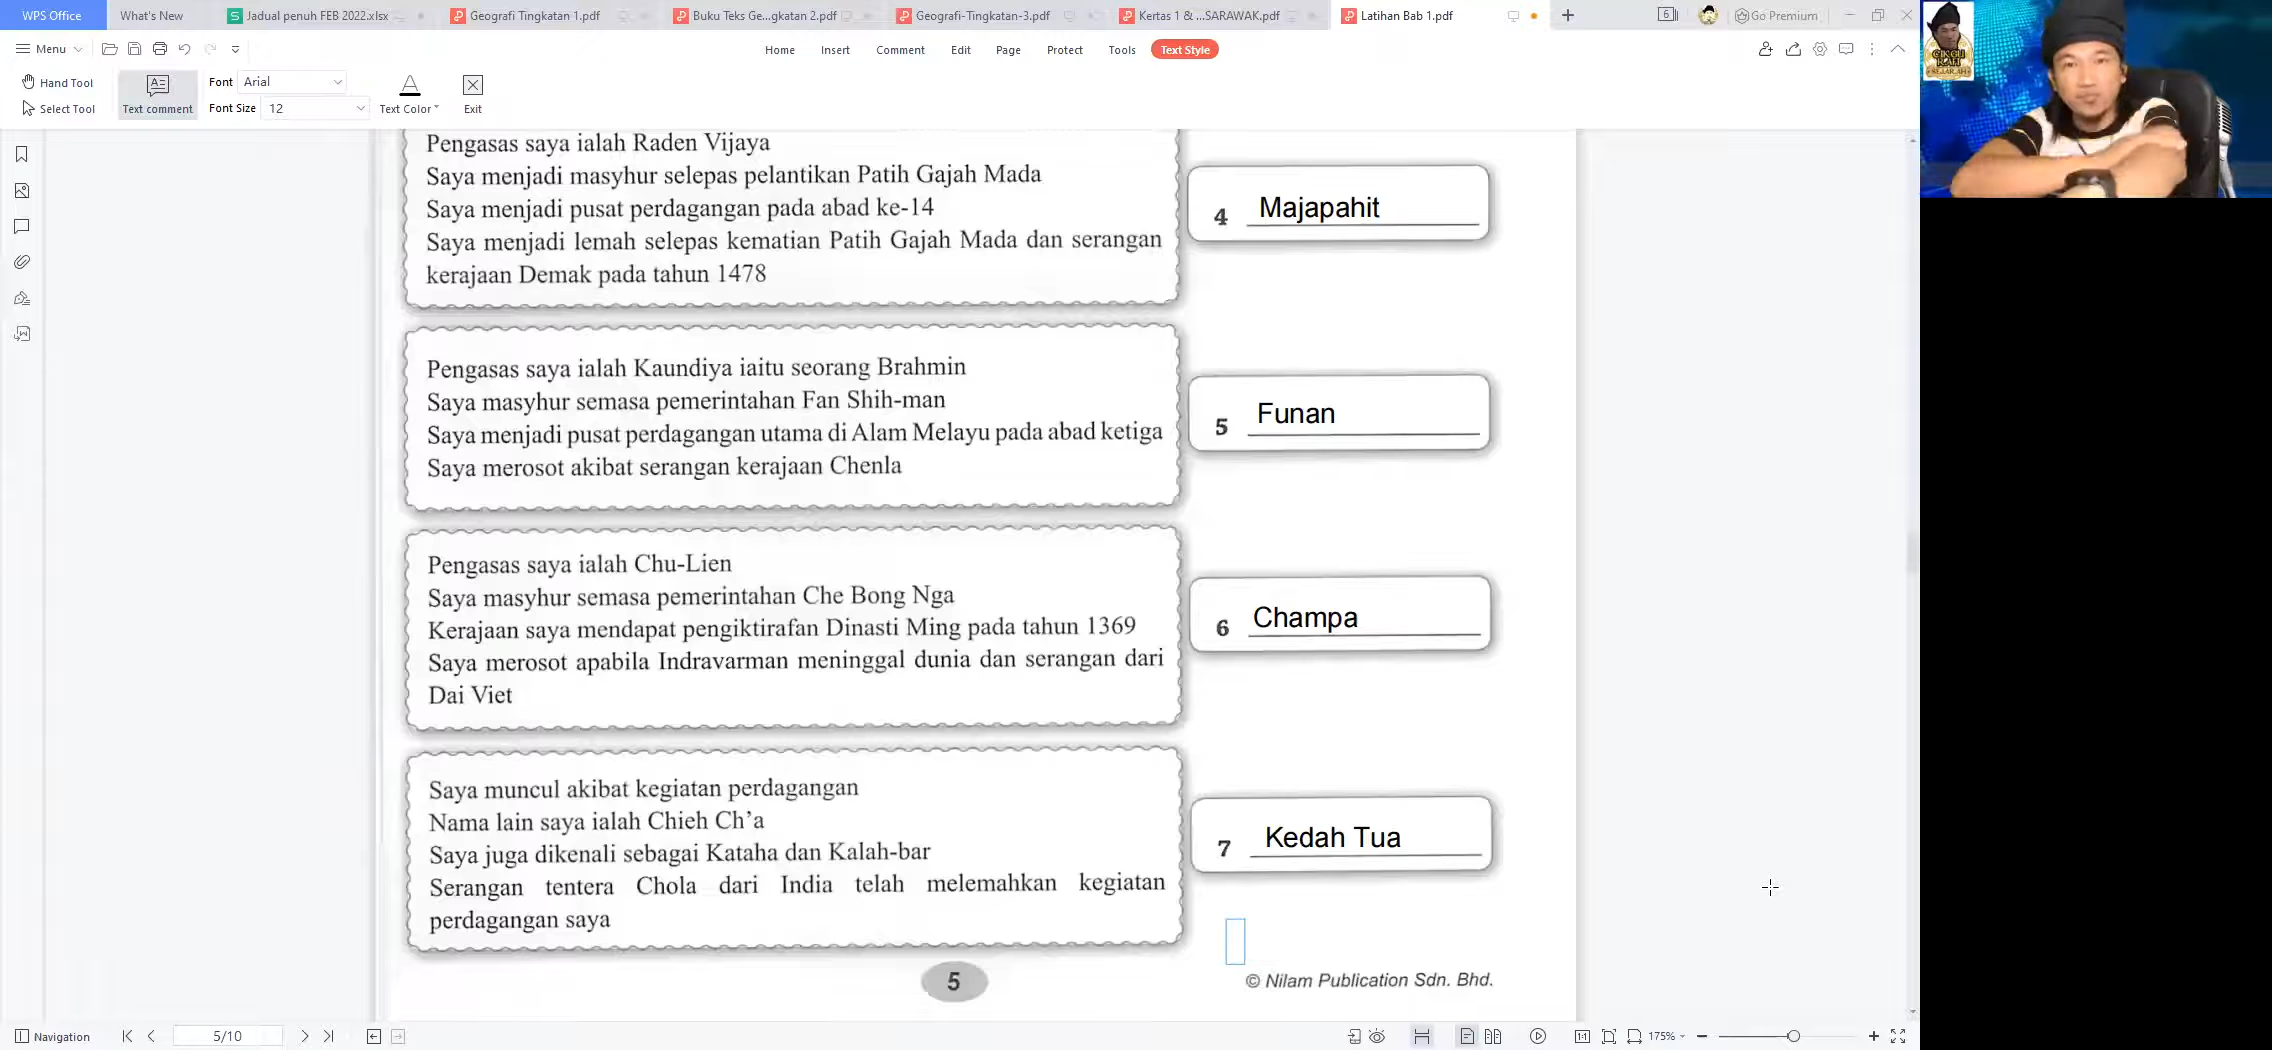 WPS Office
What's New
Jadual penuh FEB 2022.xlsx
Geografi Tingkatan 1.pdf
Buku Teks Ge...gkatan 2.pdf
Geografi-Tingkatan-3.pdf
Kertas 1 & ...SARAWAK.pdf
Latihan Bab 1.pdf
6
Go Premium
Menu
Home
Insert
Comment
Edit
Page
Protect
Tools
Text Style
Hand Tool
Select Tool
Text comment
Font Arial
Font Size 12
Text Color
Exit
CIKGU
RAFI
SEJARAH
Pengasas saya ialah Raden Vijaya
Saya menjadi masyhur selepas pelantikan Patih Gajah Mada
Saya menjadi pusat perdagangan pada abad ke-14
Saya menjadi lemah selepas kematian Patih Gajah Mada dan serangan
kerajaan Demak pada tahun 1478
4 Majapahit
Pengasas saya ialah Kaundiya iaitu seorang Brahmin
Saya masyhur semasa pemerintahan Fan Shih-man
Saya menjadi pusat perdagangan utama di Alam Melayu pada abad ketiga
Saya merosot akibat serangan kerajaan Chenla
5 Funan
Pengasas saya ialah Chu-Lien
Saya masyhur semasa pemerintahan Che Bong Nga
Kerajaan saya mendapat pengiktirafan Dinasti Ming pada tahun 1369
Saya merosot apabila Indravarman meninggal dunia dan serangan dari
Dai Viet
6 Champa
Saya muncul akibat kegiatan perdagangan
Nama lain saya ialah Chieh Ch’a
Saya juga dikenali sebagai Kataha dan Kalah-bar
Serangan tentera Chola dari India telah melemahkan kegiatan
perdagangan saya
7 Kedah Tua
5
© Nilam Publication Sdn. Bhd.
Navigation
5/10
1:1
175%